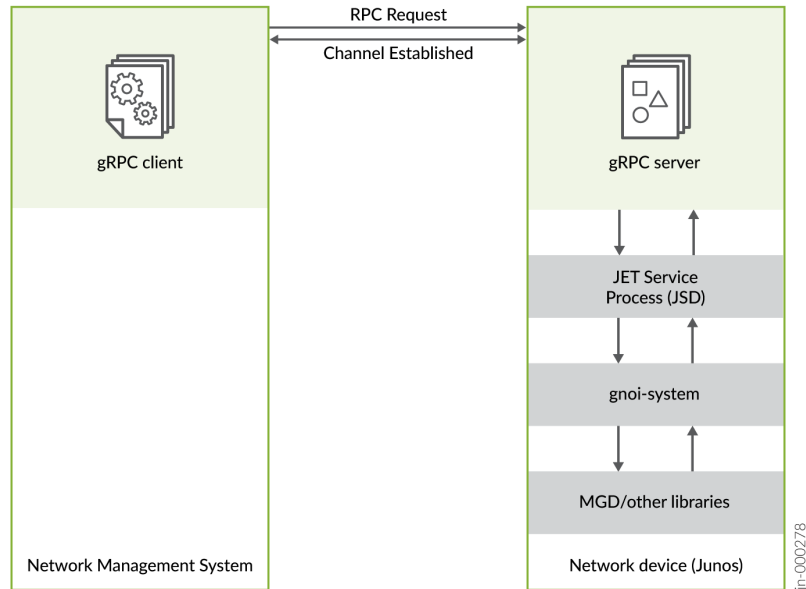 RPC Request
Channel Established
gRPC client
gRPC server
JET Service
Process (JSD)
gnoi-system
MGD/other libraries
Network Management System
Network device (Junos)
jn-000278